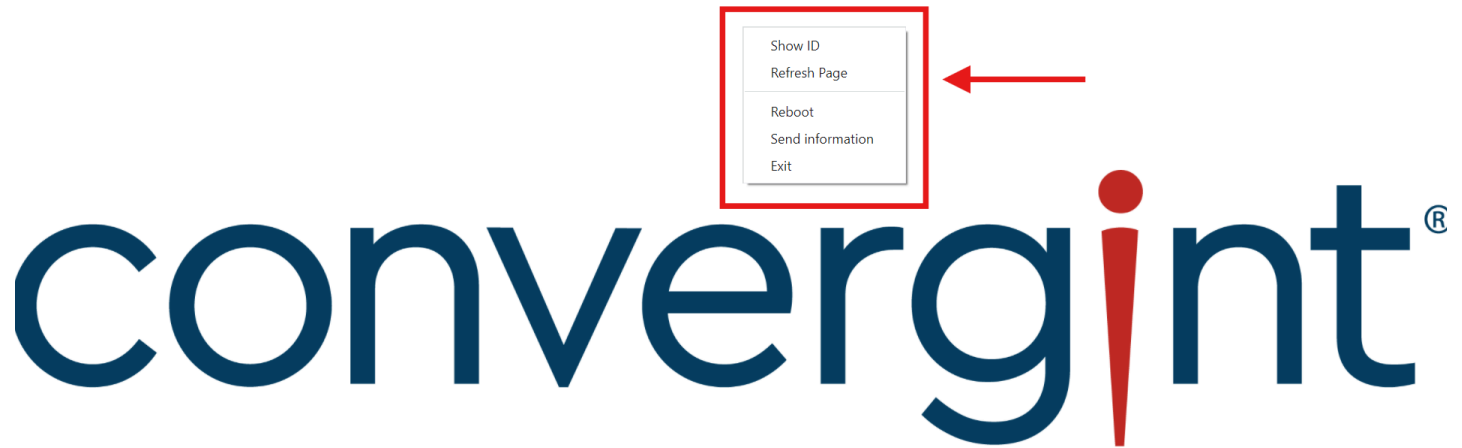 Show ID
Refresh Page
Reboot
Send information
Exit
convergint®